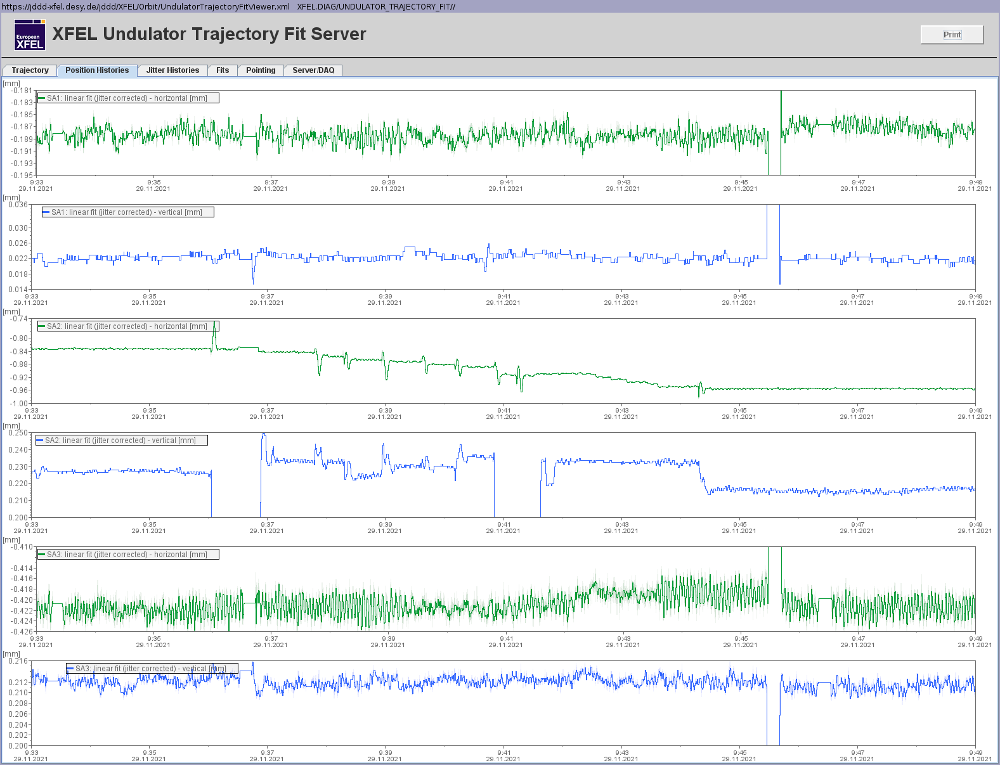 https://jddd-xfel.desy.de/jddd/XFEL/Orbit/UndulatorTrajectoryFitViewer.xml XFEL.DIAG/UNDULATOR_TRAJECTORY_FIT//
European
XFEL
XFEL Undulator Trajectory Fit Server
Print
Trajectory Position Histories Jitter Histories Fits Pointing Server/DAQ
[mm]
SA1: linear fit (jitter corrected) - horizontal [mm]
-0.181
-0.183
-0.185
-0.187
-0.189
-0.191
-0.193
-0.195
9:33 9:35 9:37 9:39 9:41 9:43 9:45 9:47 9:49
29.11.2021 29.11.2021 29.11.2021 29.11.2021 29.11.2021 29.11.2021 29.11.2021 29.11.2021 29.11.2021
[mm]
SA1: linear fit (jitter corrected) - vertical [mm]
0.036
0.030
0.026
0.022
0.018
0.014
9:33 9:35 9:37 9:39 9:41 9:43 9:45 9:47 9:49
29.11.2021 29.11.2021 29.11.2021 29.11.2021 29.11.2021 29.11.2021 29.11.2021 29.11.2021 29.11.2021
[mm]
SA2: linear fit (jitter corrected) - horizontal [mm]
-0.74
-0.80
-0.84
-0.88
-0.92
-0.96
-1.00
9:33 9:35 9:37 9:39 9:41 9:43 9:45 9:47 9:49
29.11.2021 29.11.2021 29.11.2021 29.11.2021 29.11.2021 29.11.2021 29.11.2021 29.11.2021 29.11.2021
[mm]
SA2: linear fit (jitter corrected) - vertical [mm]
0.250
0.240
0.230
0.220
0.210
0.200
9:33 9:35 9:37 9:39 9:41 9:43 9:45 9:47 9:49
29.11.2021 29.11.2021 29.11.2021 29.11.2021 29.11.2021 29.11.2021 29.11.2021 29.11.2021 29.11.2021
[mm]
SA3: linear fit (jitter corrected) - horizontal [mm]
-0.410
-0.414
-0.416
-0.418
-0.420
-0.422
-0.424
-0.426
9:33 9:35 9:37 9:39 9:41 9:43 9:45 9:47 9:49
29.11.2021 29.11.2021 29.11.2021 29.11.2021 29.11.2021 29.11.2021 29.11.2021 29.11.2021 29.11.2021
[mm]
SA3: linear fit (jitter corrected) - vertical [mm]
0.216
0.212
0.210
0.208
0.206
0.204
0.202
0.200
9:33 9:35 9:37 9:39 9:41 9:43 9:45 9:47 9:49
29.11.2021 29.11.2021 29.11.2021 29.11.2021 29.11.2021 29.11.2021 29.11.2021 29.11.2021 29.11.2021